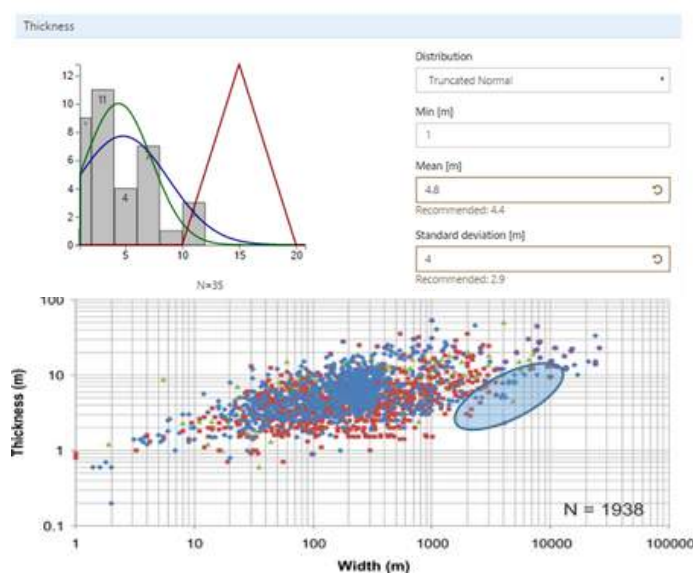 Thickness
Distribution
Truncated Normal
Min [m]
1
Mean [m]
4.8
Recommended: 4.4
Standard deviation [m]
4
Recommended: 2.9
12
10
8
6
4
2
0
11
4
5
10
15
20
N=35
100
10
1
0.1
Thickness (m)
N = 1938
1
10
100
1000
10000
100000
Width (m)